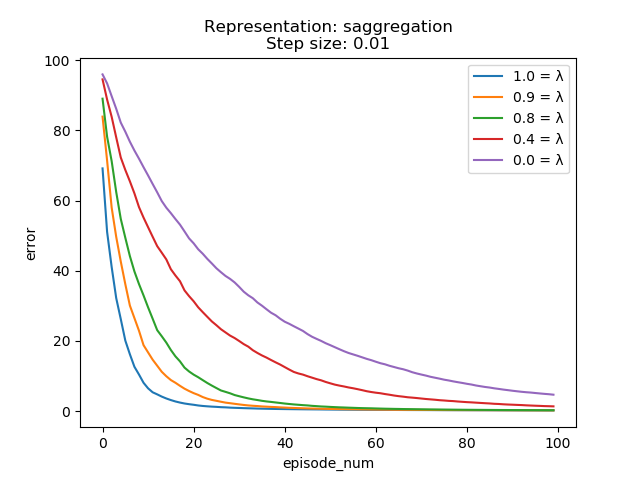 Representation: saggregation
Step size: 0.01
100
80
60
40
20
0
error
1.0 = λ
0.9 = λ
0.8 = λ
0.4 = λ
0.0 = λ
0
20
40
60
80
100
episode_num